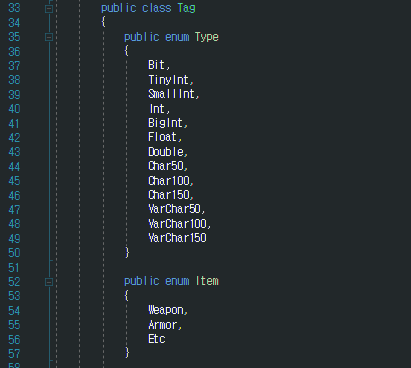 33 public class Tag
34 {
35 public enum Type
36 {
37 Bit,
38 TinyInt,
39 SmallInt,
40 Int,
41 BigInt,
42 Float,
43 Double,
44 Char50,
45 Char100,
46 Char150,
47 VarChar50,
48 VarChar100,
49 VarChar150
50 }
51
52 public enum Item
53 {
54 Weapon,
55 Armor,
56 Etc
57 }
58